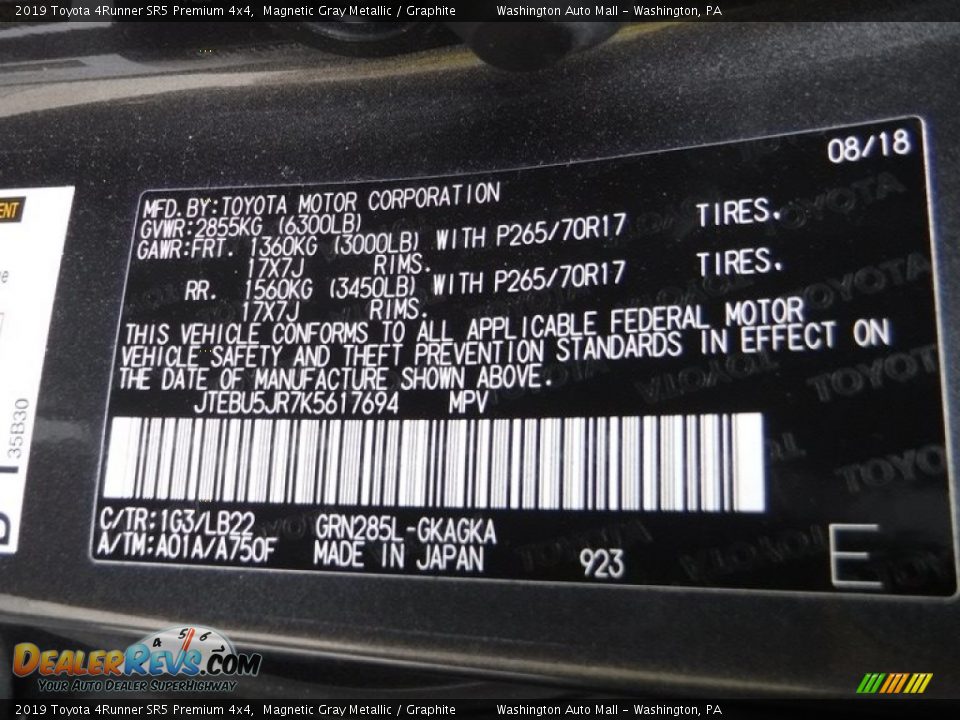 2019 Toyota 4Runner SR5 Premium 4x4, Magnetic Gray Metallic / Graphite Washington Auto Mall - Washington, PA
08/18
MFD.BY:TOYOTA MOTOR CORPORATION
GVWR:2855KG (6300LB)
GAWR:FRT. 1360KG (3000LB) WITH P265/70R17 TIRES.
17X7J RIMS.
RR. 1560KG (3450LB) WITH P265/70R17 TIRES.
17X7J RIMS.
THIS VEHICLE CONFORMS TO ALL APPLICABLE FEDERAL MOTOR
VEHICLE SAFETY AND THEFT PREVENTION STANDARDS IN EFFECT ON
THE DATE OF MANUFACTURE SHOWN ABOVE.
JTEBU5JR7K5617694 MPV
C/TR:1G3/LB22 GRN285L-GKAGKA
A/TM:A01A/A750F MADE IN JAPAN 923 E
35B30
4 5 6
DEALERREVS.COM
YOUR AUTO DEALER SUPERHIGHWAY
2019 Toyota 4Runner SR5 Premium 4x4, Magnetic Gray Metallic / Graphite Washington Auto Mall - Washington, PA